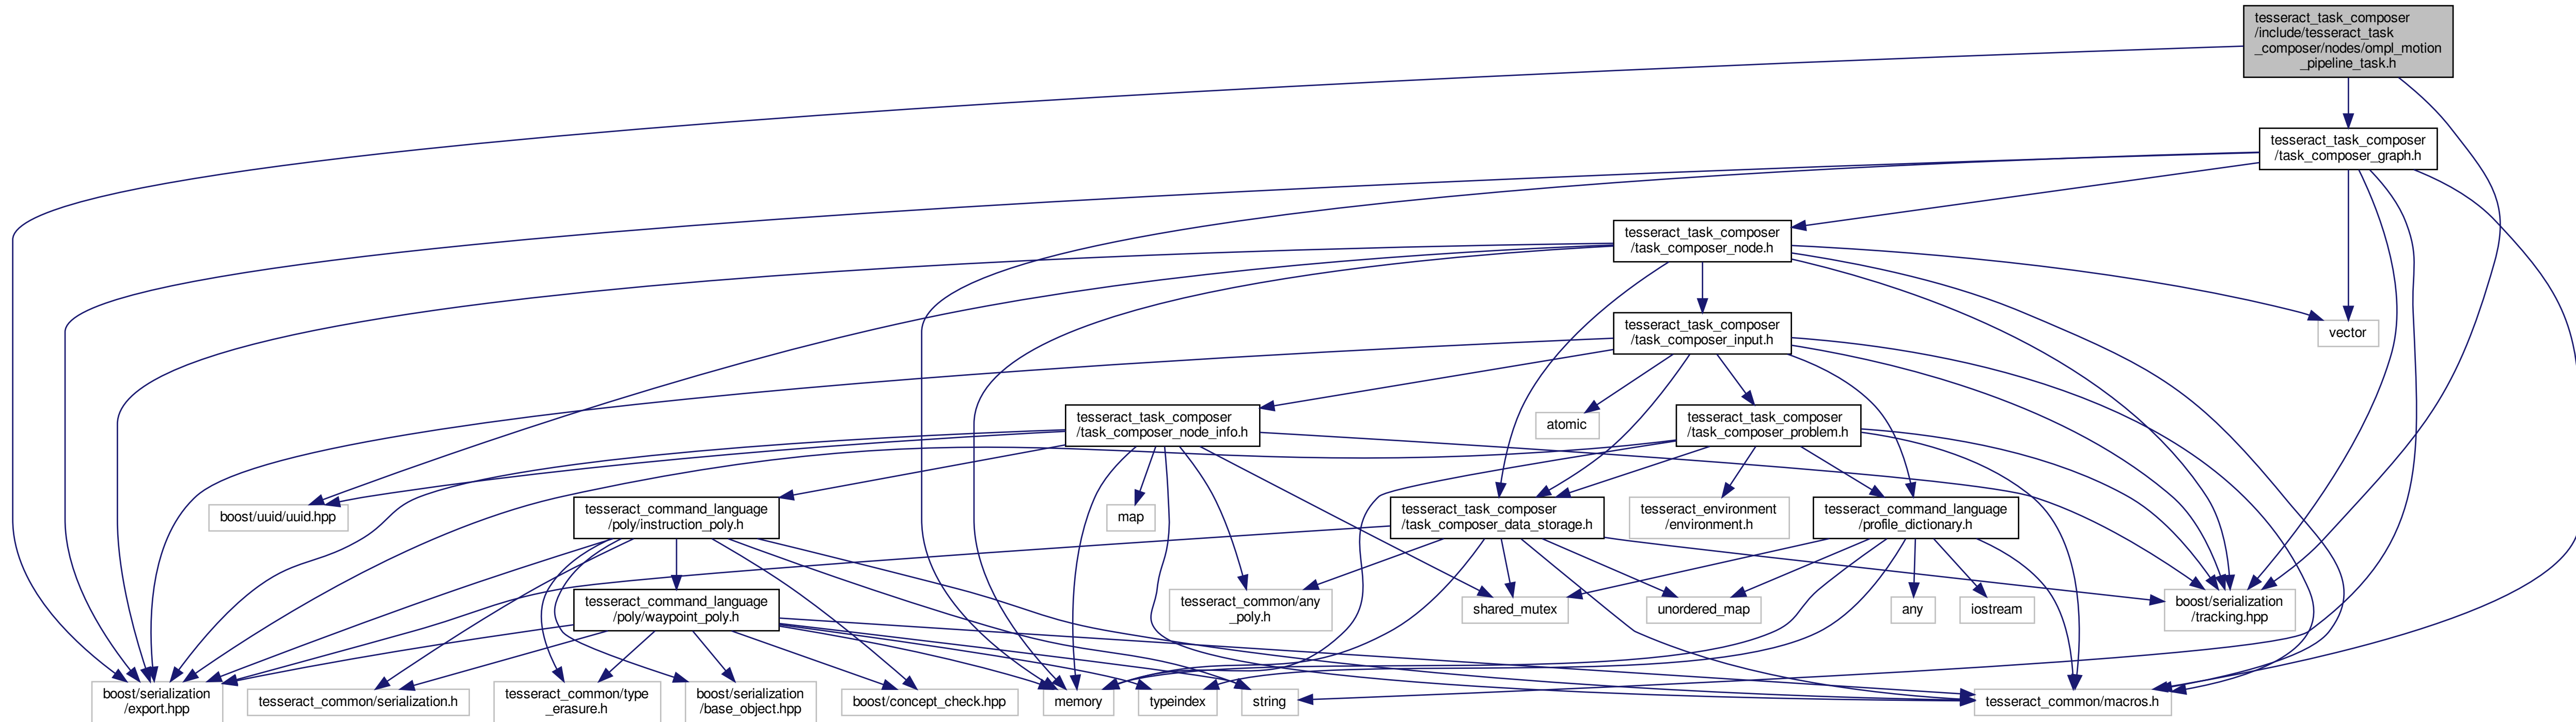 tesseract_task_composer
/include/tesseract_task
_composer/nodes/ompl_motion
_pipeline_task.h
tesseract_task_composer
/task_composer_graph.h
tesseract_task_composer
/task_composer_node.h
tesseract_task_composer
/task_composer_input.h
vector
tesseract_task_composer
/task_composer_node_info.h
atomic
tesseract_task_composer
/task_composer_problem.h
boost/uuid/uuid.hpp
tesseract_command_language
/poly/instruction_poly.h
map
tesseract_task_composer
/task_composer_data_storage.h
tesseract_environment
/environment.h
tesseract_command_language
/profile_dictionary.h
tesseract_command_language
/poly/waypoint_poly.h
tesseract_common/any
_poly.h
shared_mutex
unordered_map
any
iostream
boost/serialization
/tracking.hpp
boost/serialization
/export.hpp
tesseract_common/serialization.h
tesseract_common/type
_erasure.h
boost/serialization
/base_object.hpp
boost/concept_check.hpp
memory
typeindex
string
tesseract_common/macros.h